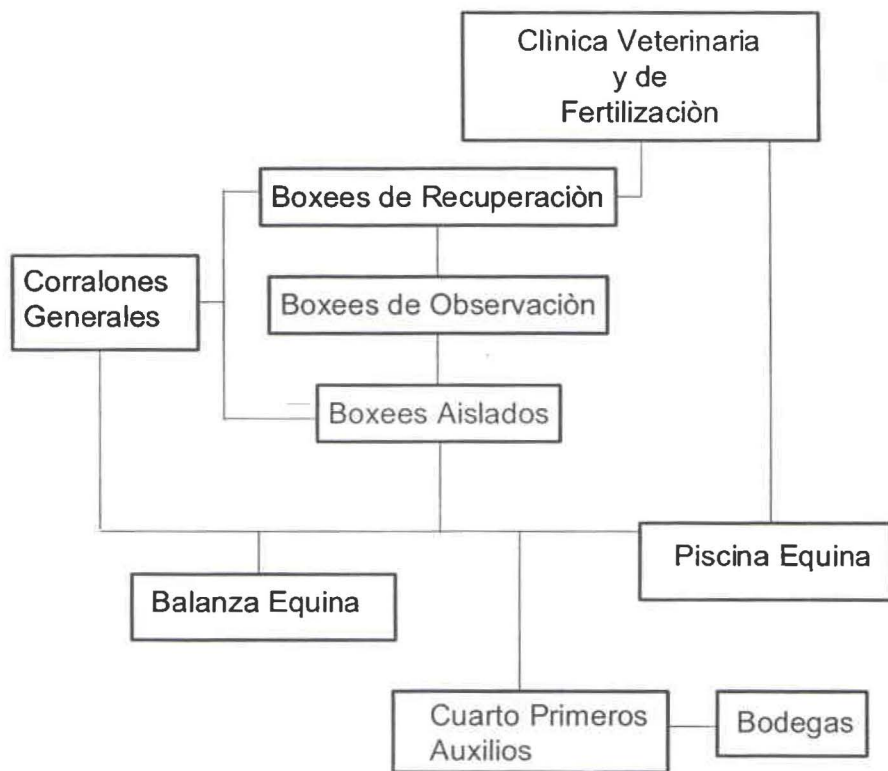 Clìnica Veterinaria
y de
Fertilizaciòn
Boxees de Recuperaciòn
Corralones
Generales
Boxees de Observaciòn
Boxees Aislados
Piscina Equina
Balanza Equina
Cuarto Primeros
Auxilios
Bodegas